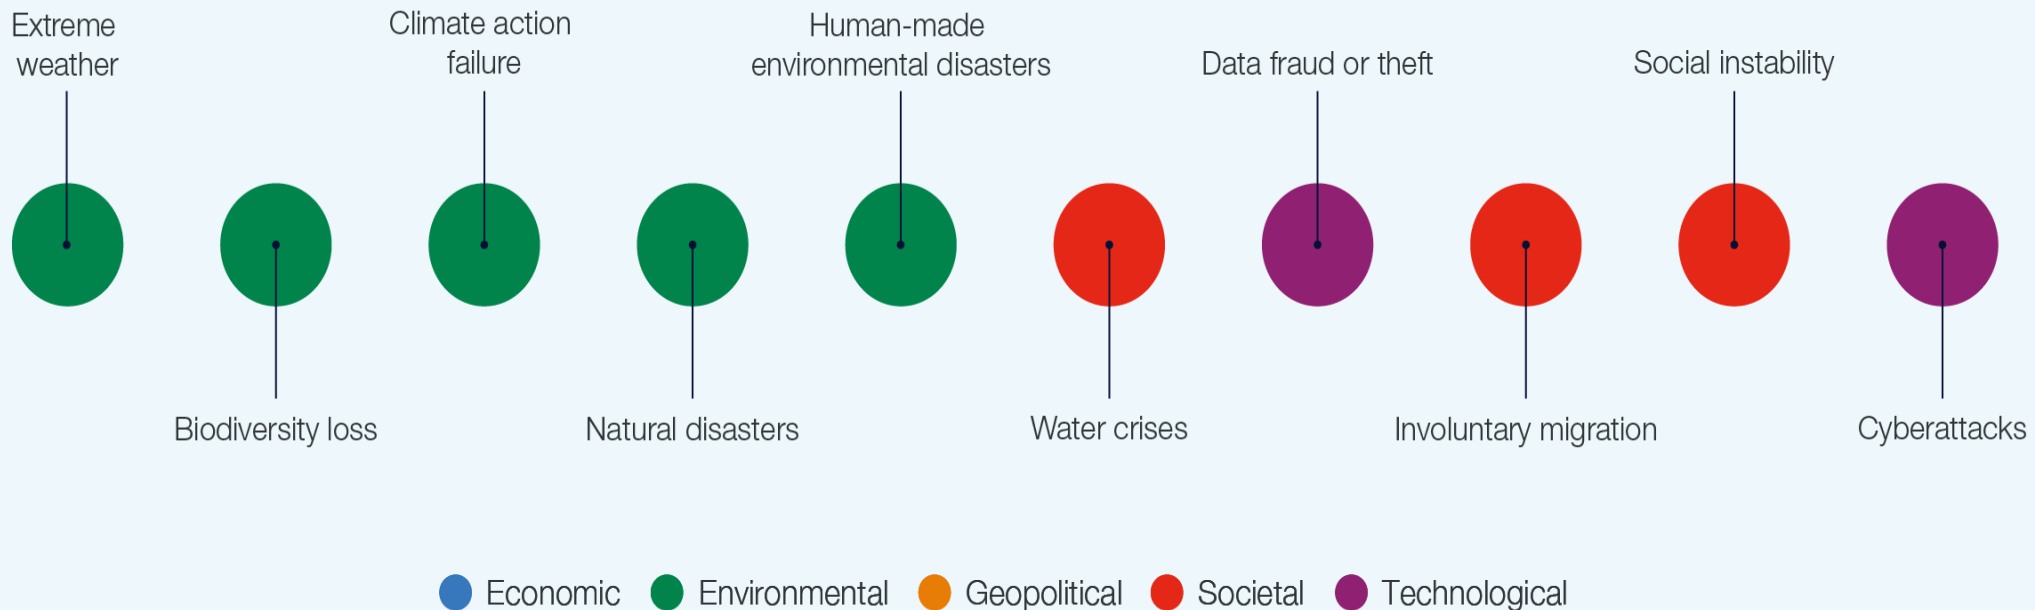 Extreme
weather
Climate action
failure
Human-made
environmental disasters
Data fraud or theft
Social instability
Biodiversity loss
Natural disasters
Water crises
Involuntary migration
Cyberattacks
Economic
Environmental
Geopolitical
Societal
Technological